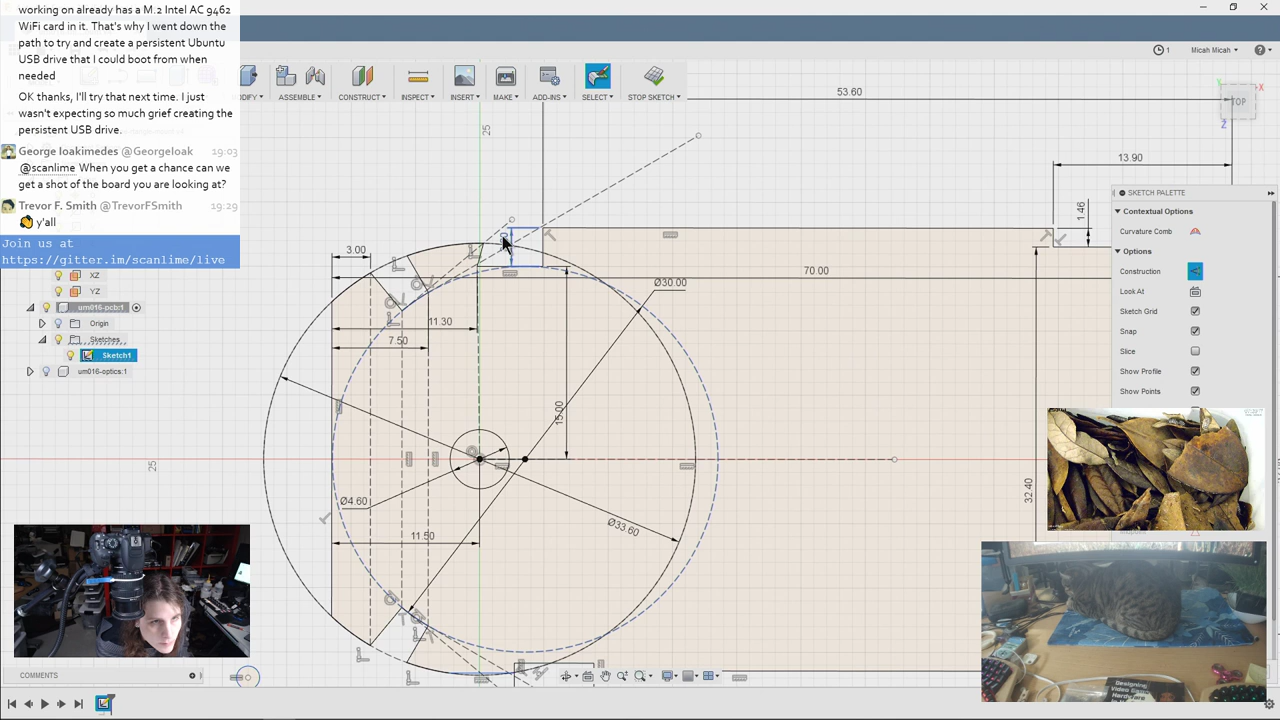 working on already has a M.2 Intel AC 9462
WiFi card in it. That's why I went down the
path to try and create a persistent Ubuntu
USB drive that I could boot from when
needed
OK thanks, I'll try that next time. I just
wasn't expecting so much grief creating the
persistent USB drive.
George Ioakimedes @GeorgeIoak 19:03
@scanlime When you get a chance can we
get a shot of the board you are looking at?
Trevor F. Smith @TrevorFSmith 19:29
y'all
Join us at
https://gitter.im/scanlime/live
1 Micah Micah
ODIFY ASSEMBLE CONSTRUCT INSPECT INSERT MAKE ADD-INS SELECT STOP SKETCH
TOP
X
Z
53.60
25
13.90
1.46
3.00
70.00
Ø30.00
11.30
7.50
15.00
25
Ø4.60
Ø33.60
11.50
32.40
XZ
YZ
um016-pcb:1
Origin
Sketches
Sketch1
um016-optics:1
SKETCH PALETTE
Contextual Options
Curvature Comb
Options
Construction
Look At
Sketch Grid
Snap
Slice
Show Profile
Show Points
COMMENTS
Designing
Video Game
Hardware